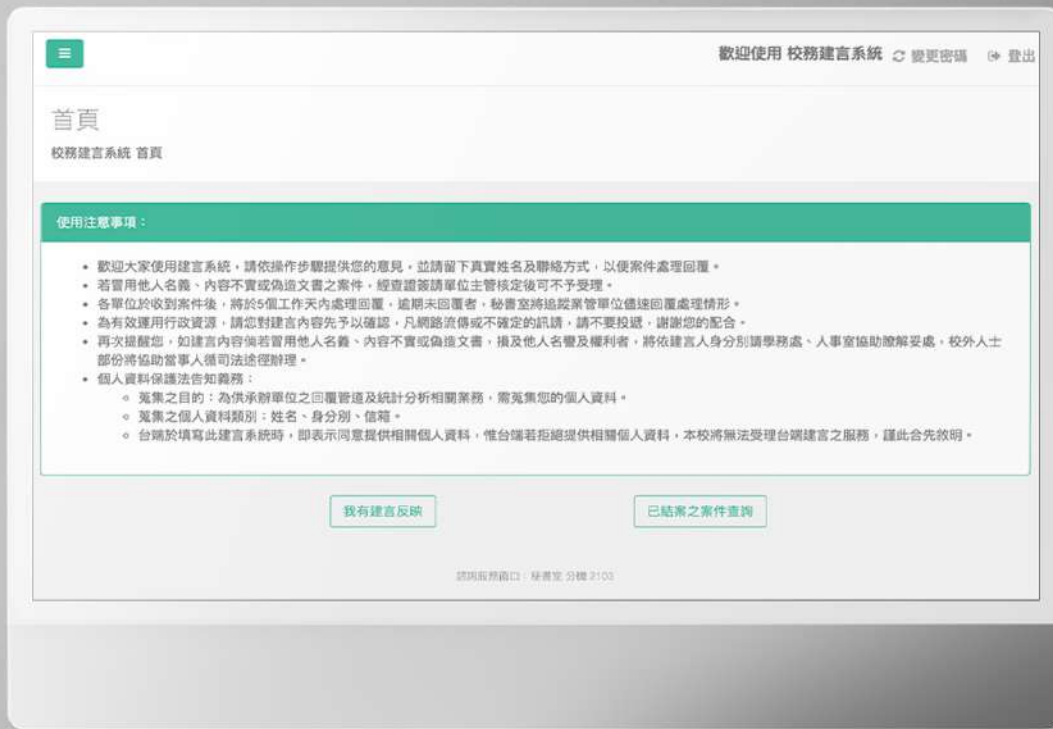 歡迎使用 校務建言系統 變更密碼 登出
首頁
校務建言系統 首頁
使用注意事項：
歡迎大家使用建言系統，請依操作步驟提供您的意見，並請留下真實姓名及聯絡方式，以便案件處理回覆。
若冒用他人名義、內容不實或偽造文書之案件，經查證簽請單位主管核定後可不予受理。
各單位於收到案件後，將於5個工作天內處理回覆，逾期未回覆者，秘書室將追蹤業管單位儘速回覆處理情形。
為有效運用行政資源，請您對建言內容先予以確認，凡網路流傳或不確定的訊請，請不要投遞，謝謝您的配合。
再次提醒您，如建言內容倘若冒用他人名義、內容不實或偽造文書，損及他人名譽及權利者，將依建言人身分別請學務處、人事室協助瞭解妥處，校外人士
部份將協助當事人循司法途徑辦理。
個人資料保護法告知義務：
蒐集之目的：為供承辦單位之回覆管道及統計分析相關業務，需蒐集您的個人資料。
蒐集之個人資料類別：姓名、身分別、信箱。
台端於填寫此建言系統時，即表示同意提供相關個人資料，惟台端若拒絕提供相關個人資料，本校將無法受理台端建言之服務，謹此合先敘明。
我有建言反映 已結案之案件查詢
諮詢服務窗口：秘書室 分機 2103